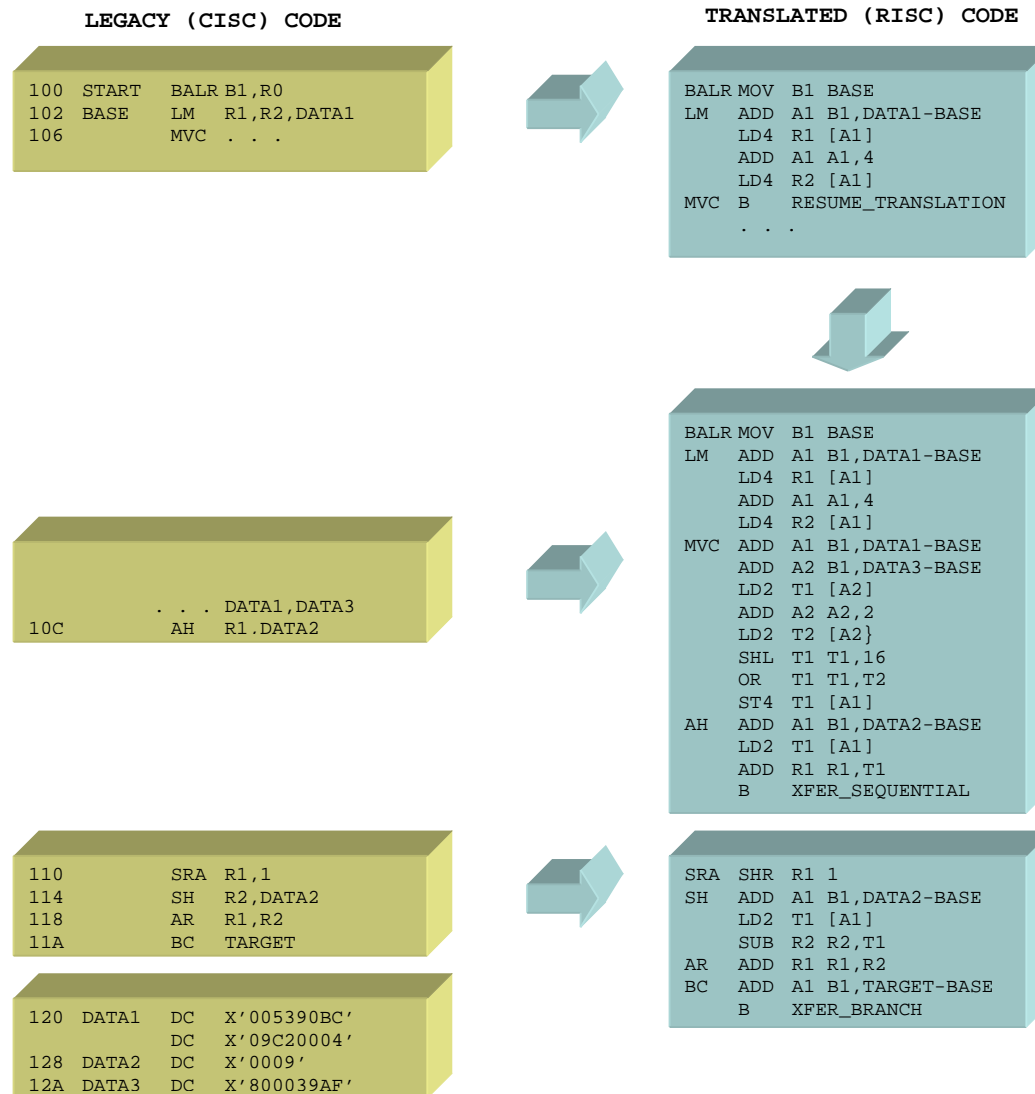 LEGACY (CISC) CODE
TRANSLATED (RISC) CODE
100 START BALR B1,R0
102 BASE LM R1,R2,DATA1
106 MVC . . .
BALR MOV B1 BASE
LM ADD A1 B1,DATA1-BASE
LD4 R1 [A1]
ADD A1 A1,4
LD4 R2 [A1]
MVC B RESUME_TRANSLATION
. . .
. . . DATA1,DATA3
10C AH R1.DATA2
BALR MOV B1 BASE
LM ADD A1 B1,DATA1-BASE
LD4 R1 [A1]
ADD A1 A1,4
LD4 R2 [A1]
MVC ADD A1 B1,DATA1-BASE
ADD A2 B1,DATA3-BASE
LD2 T1 [A2]
ADD A2 A2,2
LD2 T2 [A2}
SHL T1 T1,16
OR T1 T1,T2
ST4 T1 [A1]
AH ADD A1 B1,DATA2-BASE
LD2 T1 [A1]
ADD R1 R1,T1
B XFER_SEQUENTIAL
110 SRA R1,1
114 SH R2,DATA2
118 AR R1,R2
11A BC TARGET
SRA SHR R1 1
SH ADD A1 B1,DATA2-BASE
LD2 T1 [A1]
SUB R2 R2,T1
AR ADD R1 R1,R2
BC ADD A1 B1,TARGET-BASE
B XFER_BRANCH
120 DATA1 DC X’005390BC’
DC X’09C20004’
128 DATA2 DC X’0009’
12A DATA3 DC X’800039AF’